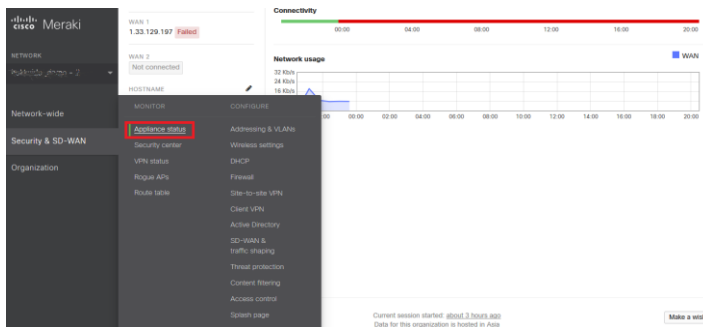 cisco Meraki
NETWORK
Network-wide
Security & SD-WAN
Organization
WAN 1
1.33.129.197 Failed
WAN 2
Not connected
HOSTNAME
MONITOR
Appliance status
Security center
VPN status
Rogue APs
Route table
CONFIGURE
Addressing & VLANs
Wireless settings
DHCP
Firewall
Site-to-site VPN
Client VPN
Active Directory
SD-WAN &
traffic shaping
Threat protection
Content filtering
Access control
Splash page
Connectivity
00:00 04:00 08:00 12:00 16:00 20:00
Network usage
WAN
32 Kb/s
24 Kb/s
16 Kb/s
00:00 02:00 04:00 06:00 08:00 10:00 12:00 14:00 16:00 18:00 20:00
Current session started: about 3 hours ago
Data for this organization is hosted in Asia
Make a wis